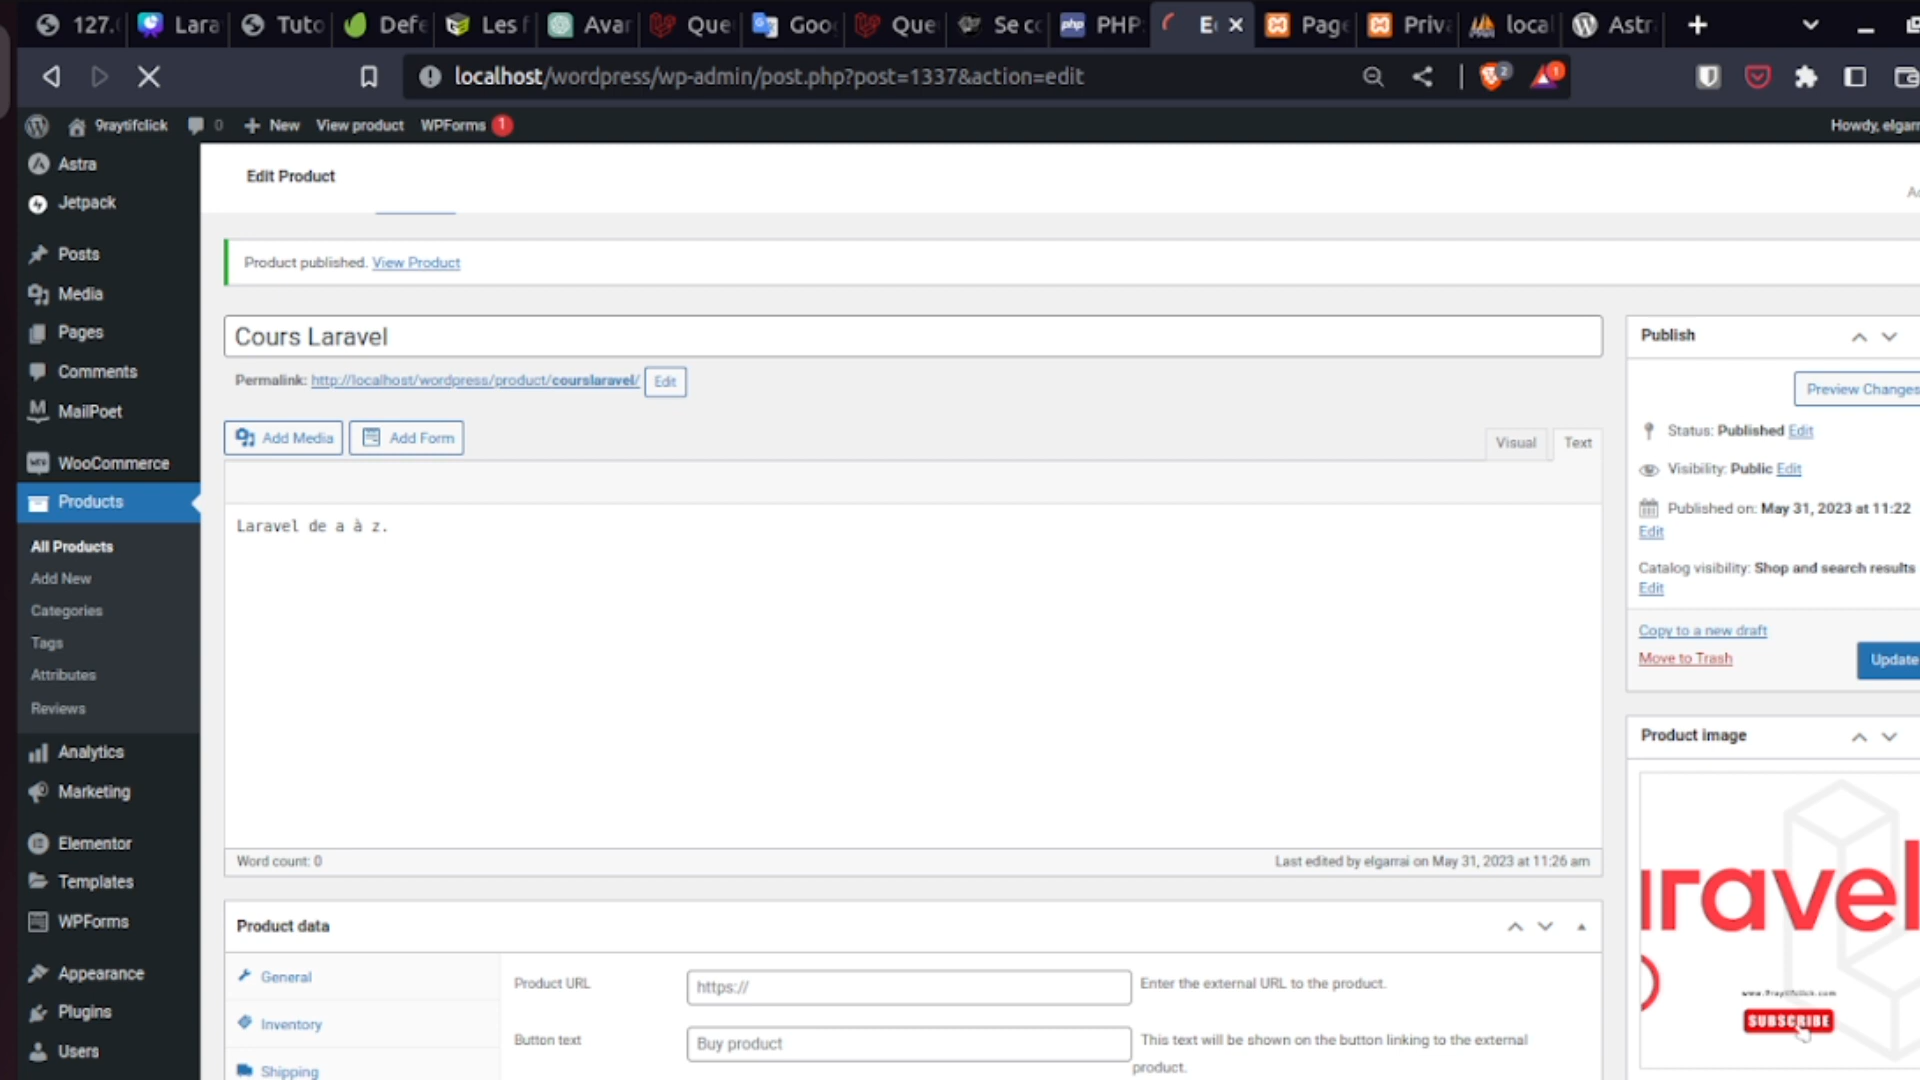 127. Lara Tuto Defe Les f Avar Que Goo Que Se co PHP E Page Priva local Astr
localhost/wordpress/wp-admin/post.php?post=1337&action=edit 2 1
9raytifclick 0 New View product WPForms 1 Howdy, elgarr
Astra
Jetpack
Posts
Media
Pages
Comments
MailPoet
WooCommerce
Products
All Products
Add New
Categories
Tags
Attributes
Reviews
Analytics
Marketing
Elementor
Templates
WPForms
Appearance
Plugins
Users
Edit Product
Product published. View Product
Cours Laravel
Permalink: http://localhost/wordpress/product/courslaravel/ Edit
Add Media Add Form
Visual Text
Laravel de a à z.
Word count: 0 Last edited by elgarrai on May 31, 2023 at 11:26 am
Product data
General
Inventory
Shipping
Product URL https:// Enter the external URL to the product.
Button text Buy product This text will be shown on the button linking to the external
product.
Publish
Preview Changes
Status: Published Edit
Visibility: Public Edit
Published on: May 31, 2023 at 11:22
Edit
Catalog visibility: Shop and search results
Edit
Copy to a new draft
Move to Trash
Update
Product image
ravel
www.9raytifclick.com
SUBSCRIBE